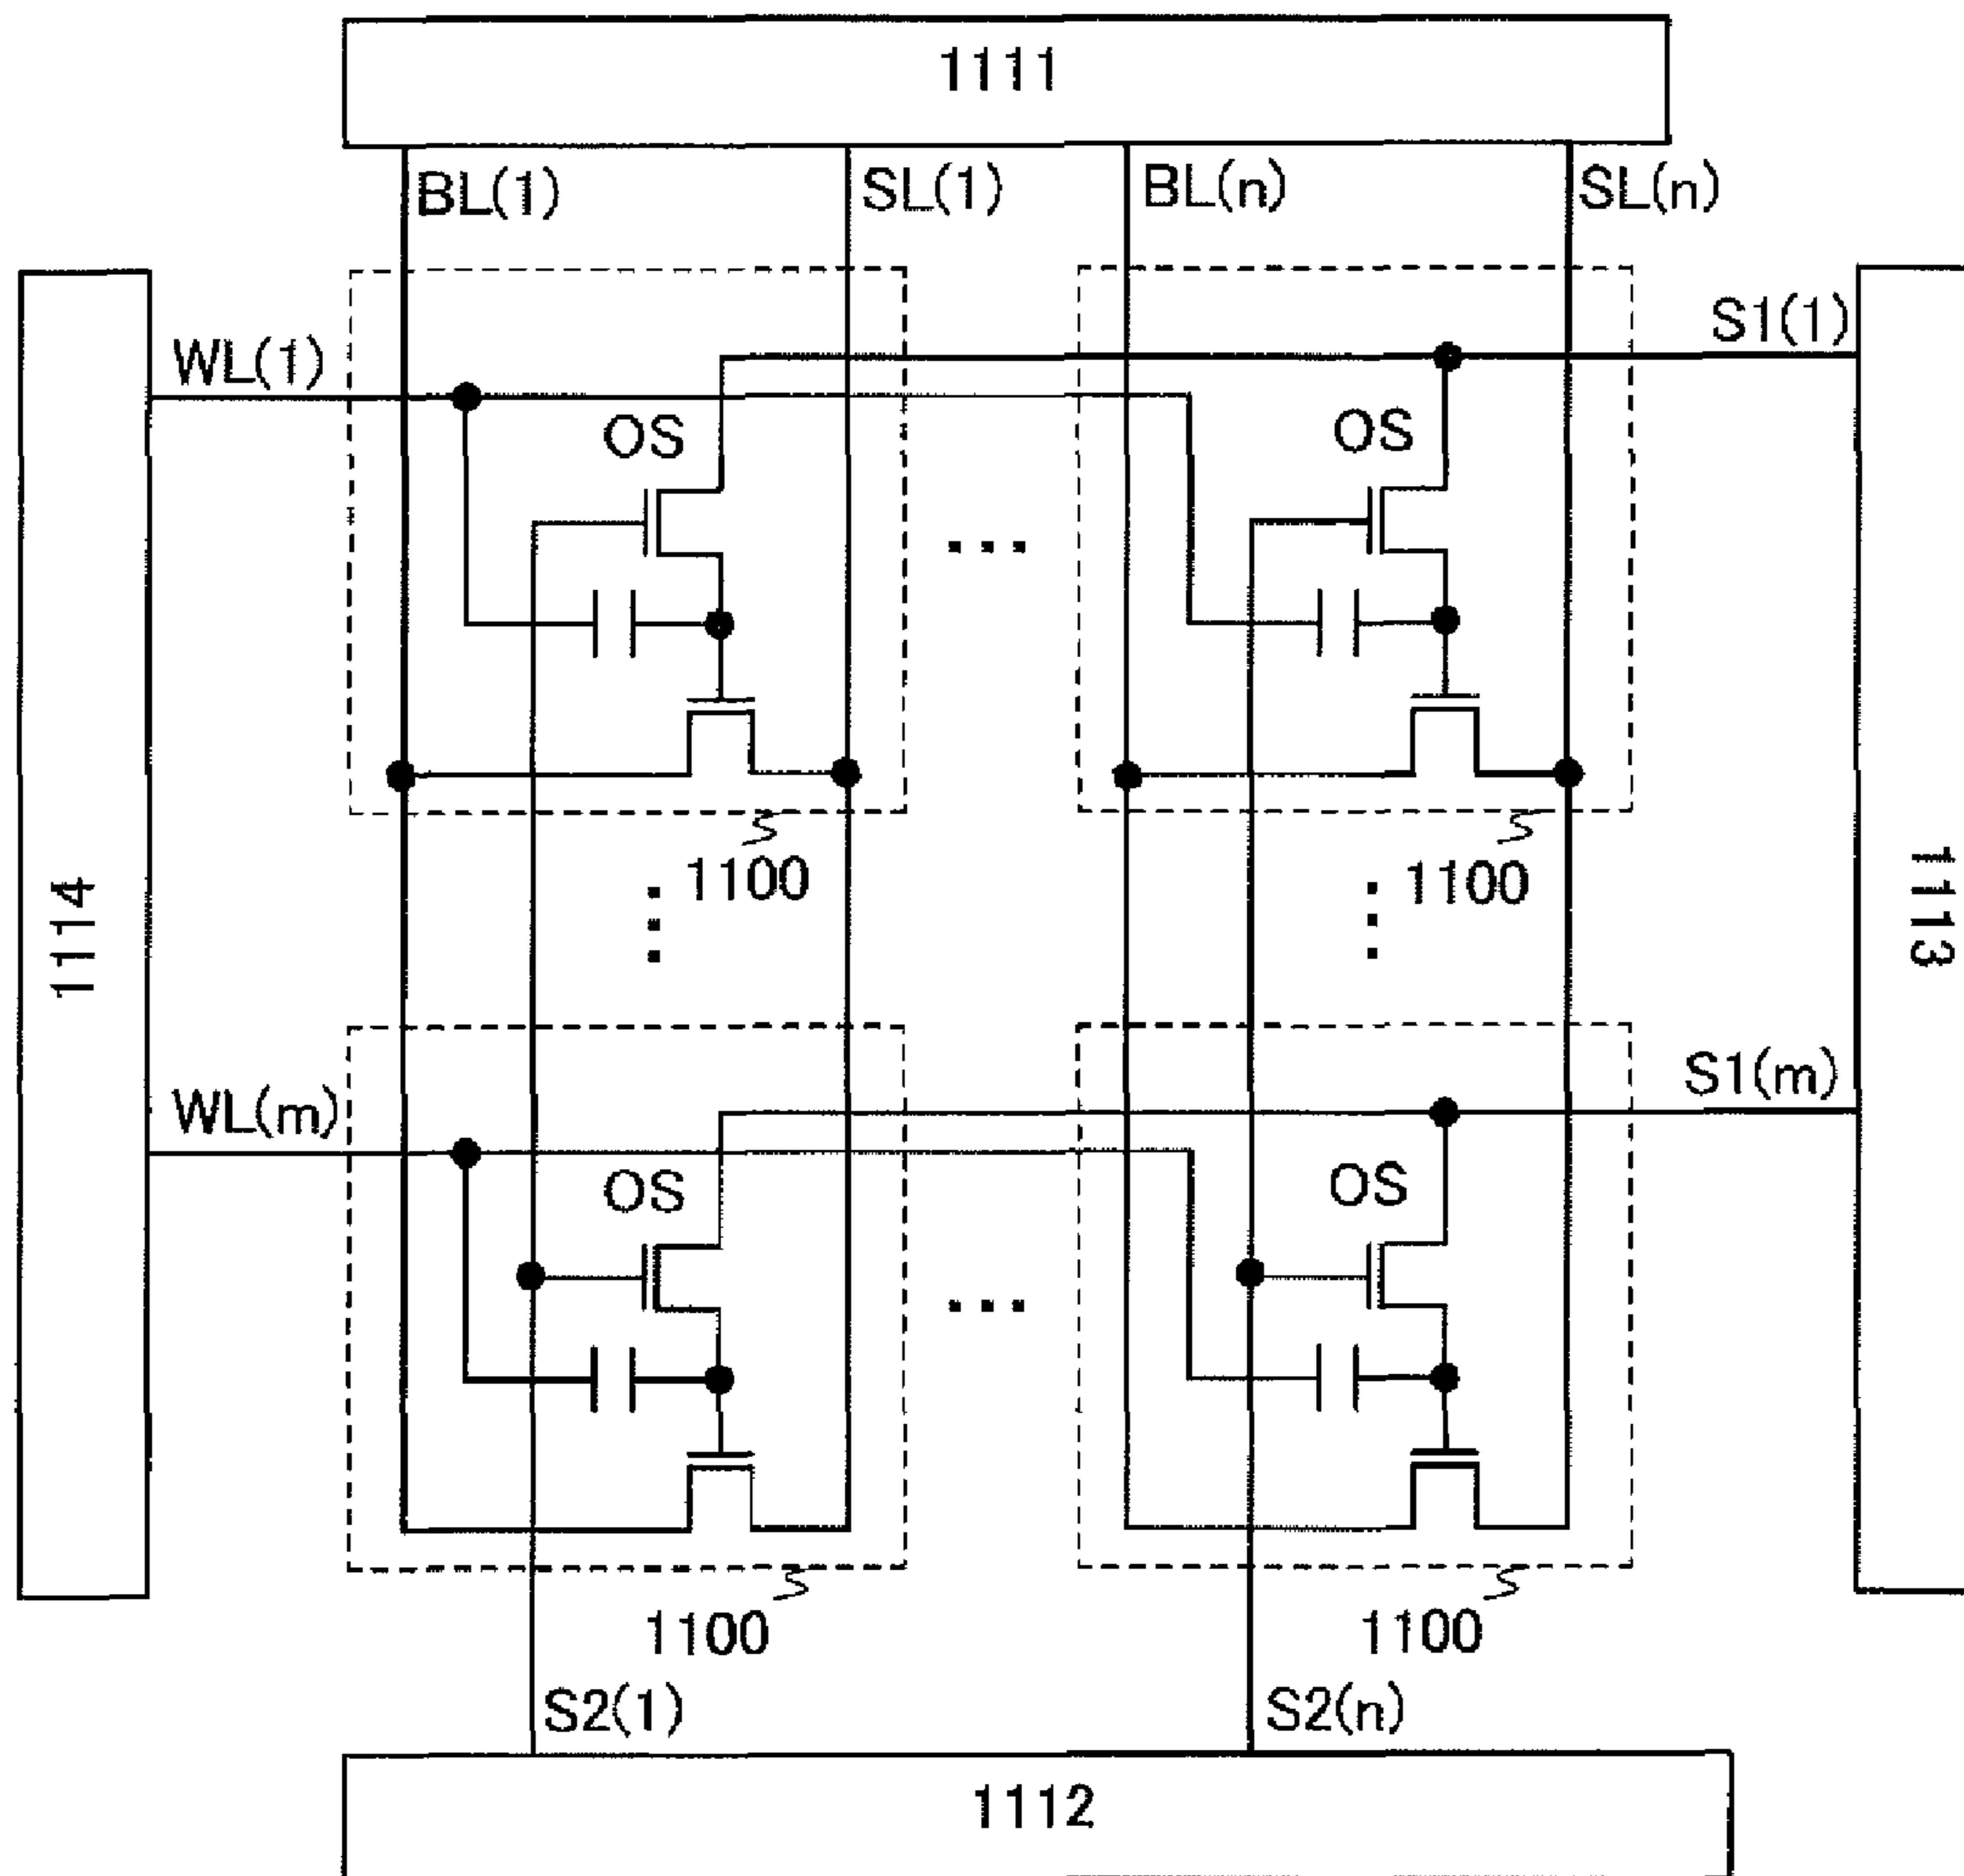 1111
BL(1)
SL(1)
BL(n)
SL(n)
WL(1)
S1(1)
OS
OS
1100
1100
1114
1113
WL(m)
S1(m)
OS
OS
1100
1100
S2(1)
S2(n)
1112